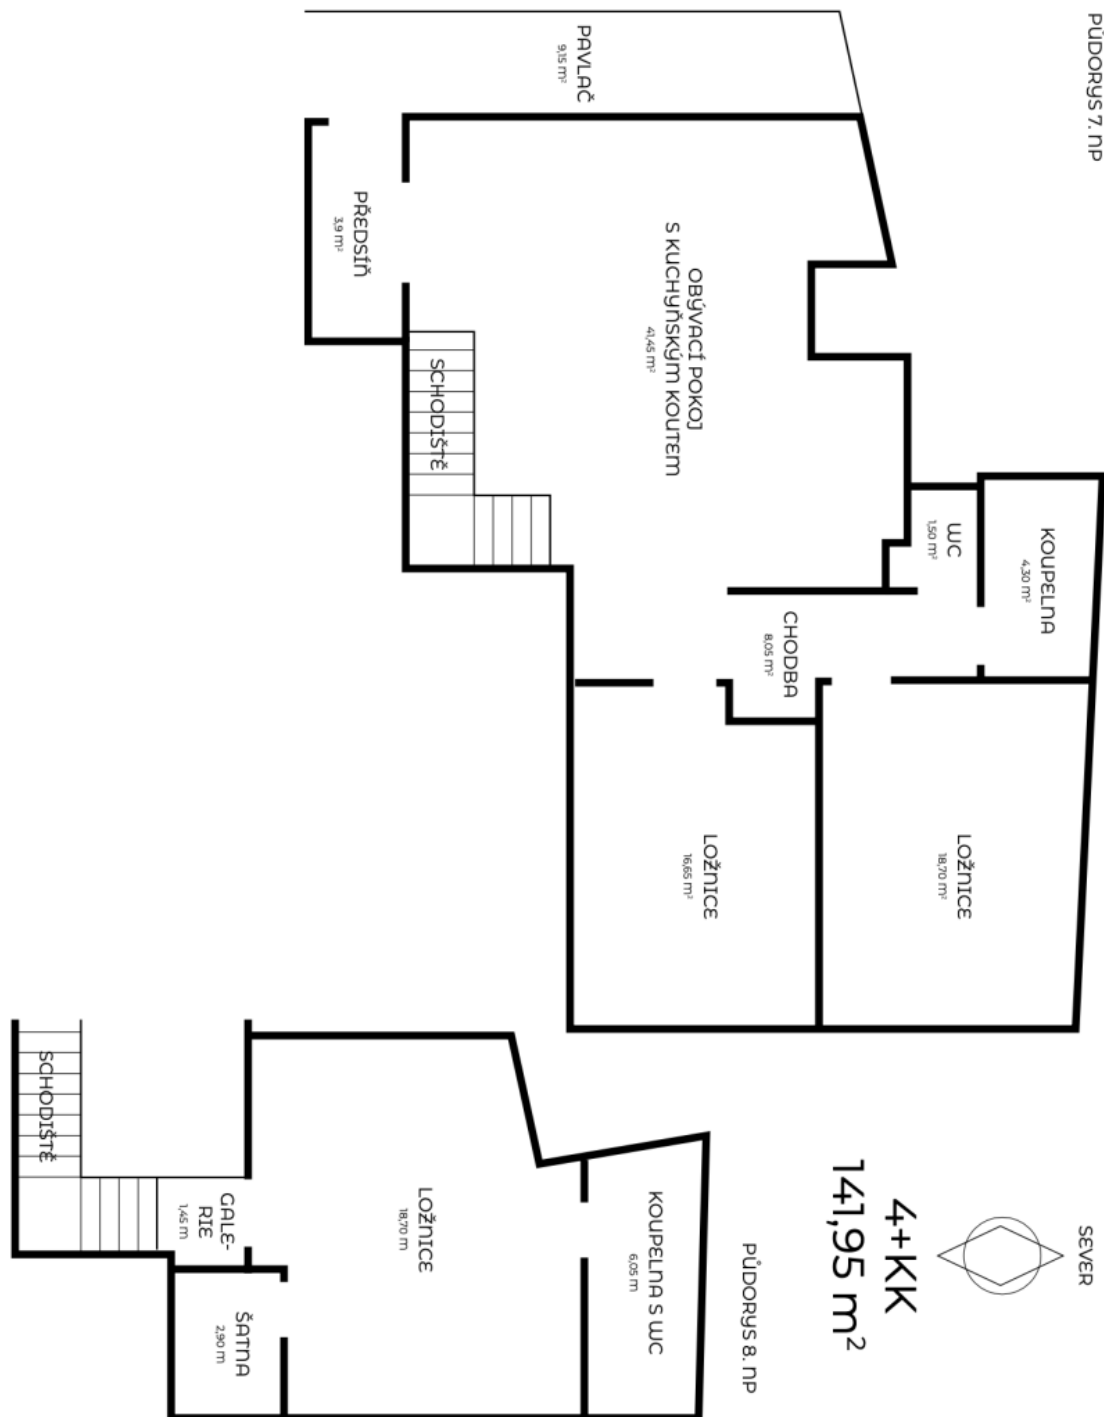 PŮDORYS 7. NP
PAVLAČ
9,15 m²
PŘEDSÍŇ
3,9 m²
OBÝVACÍ POKOJ
S KUCHYŇSKÝM KOUTEM
41,45 m²
SCHODIŠTĚ
WC
1,50 m²
KOUPELNA
4,30 m²
CHODBA
8,05 m²
LOŽNICE
16,65 m²
LOŽNICE
18,70 m²
SEVER
4+KK
141,95 m²
PŮDORYS 8. NP
SCHODIŠTĚ
GALE-
RIE
1,45 m
LOŽNICE
18,70 m
KOUPELNA S WC
6,05 m
ŠATNA
2,90 m